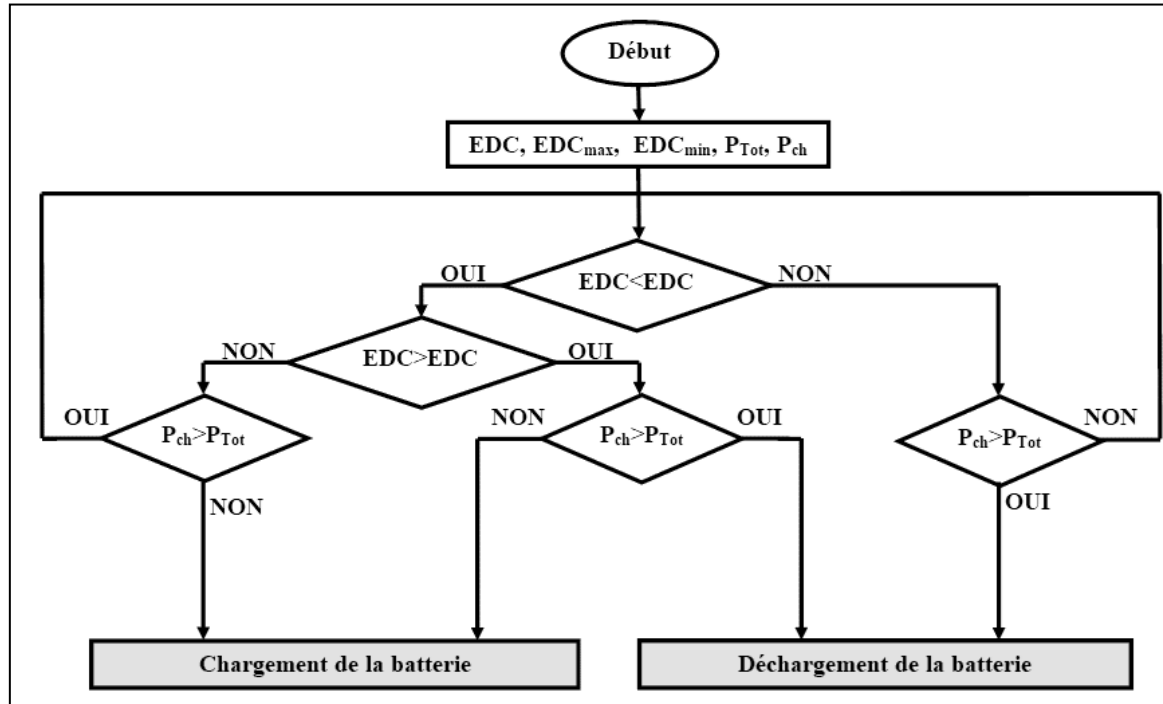 Début
EDC, EDCmax, EDCmin, PTot, Pch
OUI
EDC<EDC
NON
NON
EDC>EDC
OUI
OUI
Pch>PTot
NON
Pch>PTot
OUI
Pch>PTot
NON
NON
OUI
Chargement de la batterie
Déchargement de la batterie